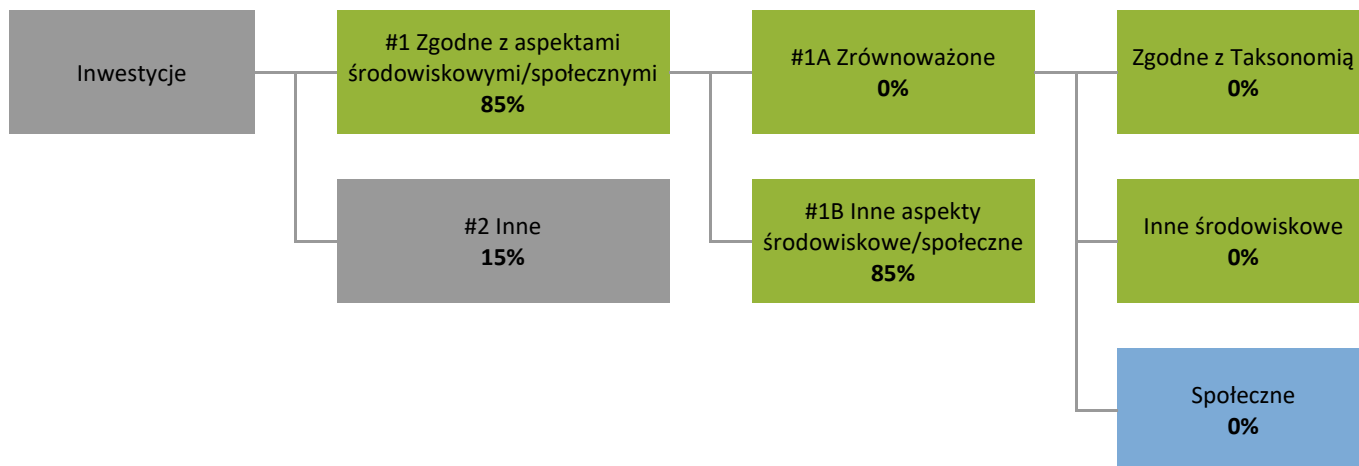 Inwestycje
#1 Zgodne z aspektami
środowiskowymi/społecznymi
85%
#1A Zrównoważone
0%
Zgodne z Taksonomią
0%
#2 Inne
15%
#1B Inne aspekty
środowiskowe/społeczne
85%
Inne środowiskowe
0%
Społeczne
0%